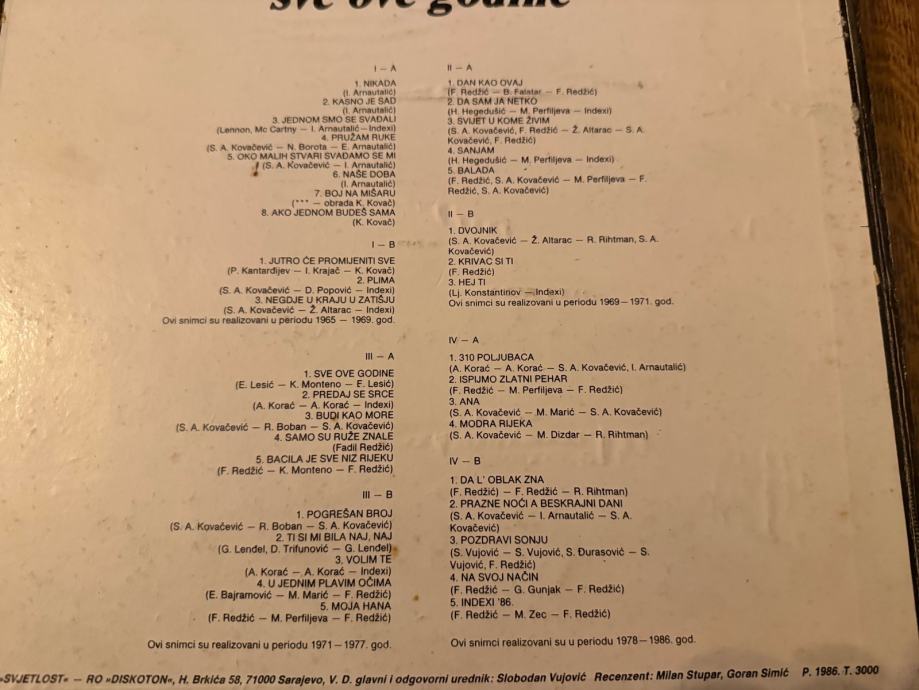 sve ove godine
I – A
1. NIKADA
(I. Arnautalić)
2. KASNO JE SAD
(I. Arnautalić)
3. JEDNOM SMO SE SVAĐALI
(Lennon, Mc Cartny – I. Arnautalić–Indexi)
4. PRUŽAM RUKE
(S. A. Kovačević – N. Borota – E. Arnautalić)
5. OKO MALIH STVARI SVAĐAMO SE MI
(S. A. Kovačević – I. Arnautalić)
6. NAŠE DOBA
(I. Arnautalić)
7. BOJ NA MIŠARU
(*** – obrada K. Kovač)
8. AKO JEDNOM BUDEŠ SAMA
(K. Kovač)
I – B
1. JUTRO ĆE PROMIJENITI SVE
(P. Kantardijev – I. Krajač – K. Kovač)
2. PLIMA
(S. A. Kovačević – D. Popović – Indexi)
3. NEGDJE U KRAJU U ZATIŠJU
(S. A. Kovačević – Ž. Altarac – Indexi)
Ovi snimci su realizovani u periodu 1965 – 1969. god.
II – A
1. DAN KAO OVAJ
(F. Redžić – B. Falatar – F. Redžić)
2. DA SAM JA NETKO
(H. Hegedušić – M. Perfiljeva – Indexi)
3. SVIJET U KOME ŽIVIM
(S. A. Kovačević, F. Redžić – Ž. Altarac – S. A.
Kovačević, F. Redžić)
4. SANJAM
(H. Hegedušić – M. Perfiljeva – Indexi)
5. BALADA
(F. Redžić, S. A. Kovačević – M. Perfiljeva – F.
Redžić, S. A. Kovačević)
II – B
1. DVOJNIK
(S. A. Kovačević – Ž. Altarac – R. Rihtman, S. A.
Kovačević)
2. KRIVAC SI TI
(F. Redžić)
3. HEJ TI
(Lj. Konstantinov – Indexi)
Ovi snimci su realizovani u periodu 1969 – 1971. god.
III – A
1. SVE OVE GODINE
(E. Lesić – K. Monteno – E. Lesić)
2. PREDAJ SE SRCE
(A. Korać – A. Korać – Indexi)
3. BUDI KAO MORE
(S. A. Kovačević – R. Boban – S. A. Kovačević)
4. SAMO SU RUŽE ZNALE
(Fadil Redžić)
5. BACILA JE SVE NIZ RIJEKU
(F. Redžić – K. Monteno – F. Redžić)
III – B
1. POGREŠAN BROJ
(S. A. Kovačević – R. Boban – S. A. Kovačević)
2. TI SI MI BILA NAJ, NAJ
(G. Lenđel, D. Trifunović – G. Lenđel)
3. VOLIM TE
(A. Korać – A. Korać – Indexi)
4. U JEDNIM PLAVIM OČIMA
(E. Bajramović – M. Marić – F. Redžić)
5. MOJA HANA
(F. Redžić – M. Perfiljeva – F. Redžić)
Ovi snimci su realizovani u periodu 1971 – 1977. god.
IV – A
1. 310 POLJUBACA
(A. Korać – A. Korać – S. A. Kovačević, I. Arnautalić)
2. ISPIJMO ZLATNI PEHAR
(F. Redžić – M. Perfiljeva – F. Redžić)
3. ANA
(S. A. Kovačević – M. Marić – S. A. Kovačević)
4. MODRA RIJEKA
(S. A. Kovačević – M. Dizdar – R. Rihtman)
IV – B
1. DA L' OBLAK ZNA
(F. Redžić) – F. Redžić – R. Rihtman)
2. PRAZNE NOĆI A BESKRAJNI DANI
(S. A. Kovačević – I. Arnautalić – S. A.
Kovačević)
3. POZDRAVI SONJU
(S. Vujović – S. Vujović, S. Đurasović – S.
Vujović, F. Redžić)
4. NA SVOJ NAČIN
(F. Redžić – G. Gunjak – F. Redžić)
5. INDEXI '86.
(F. Redžić – M. Zec – F. Redžić)
Ovi snimci realizovani su u periodu 1978 – 1986. god.
»SVJETLOST« – RO »DISKOTON«, H. Brkića 58, 71000 Sarajevo, V. D. glavni i odgovorni urednik: Slobodan Vujović Recenzent: Milan Stupar, Goran Simić P. 1986. T. 3000